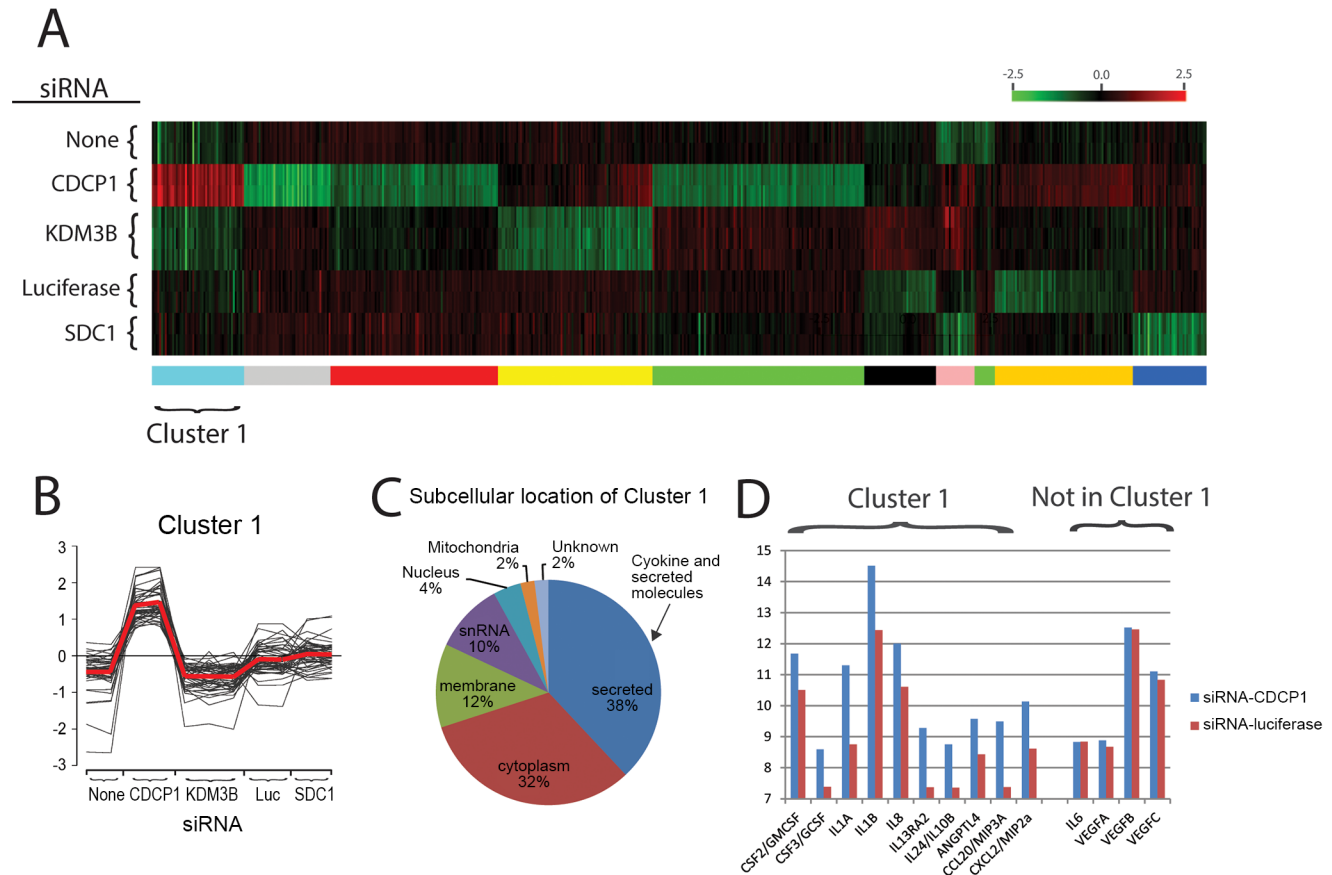 A
siRNA
-2.5 0.0 2.5
None {
CDCP1 {
KDM3B {
Luciferase {
SDC1 {
Cluster 1
B
Cluster 1
3
2
1
0
-1
-2
-3
None CDCP1 KDM3B Luc SDC1
siRNA
C
Subcellular location of Cluster 1
Mitochondria
2%
Unknown
2%
Cyokine and
secreted
molecules
Nucleus
4%
snRNA
10%
membrane
12%
secreted
38%
cytoplasm
32%
D
Cluster 1
Not in Cluster 1
15
14
13
12
11
10
9
8
7
CSF2/GMCSF
CSF3/GCSF
IL1A
IL1B
IL8
IL13RA2
IL24/IL10B
ANGPTL4
CCL20/MIP3A
CXCL2/MIP2a
IL6
VEGFA
VEGFB
VEGFC
siRNA-CDCP1
siRNA-luciferase